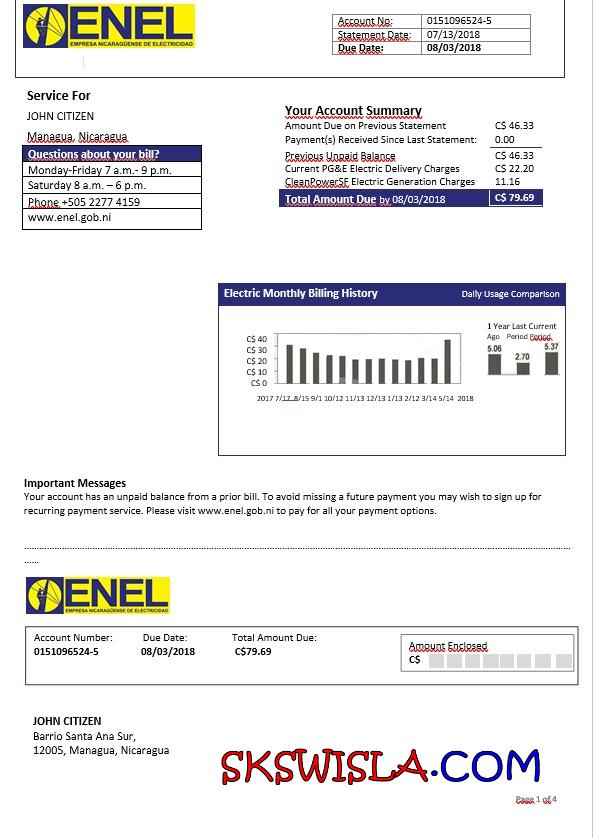 ENEL
EMPRESA NICARAGÜENSE DE ELECTRICIDAD
Account No: 0151096524-5
Statement Date: 07/13/2018
Due Date: 08/03/2018
Service For
JOHN CITIZEN
Managua, Nicaragua
Questions about your bill?
Monday-Friday 7 a.m.- 9 p.m.
Saturday 8 a.m. – 6 p.m.
Phone +505 2277 4159
www.enel.gob.ni
Your Account Summary
Amount Due on Previous Statement C$ 46.33
Payment(s) Received Since Last Statement: 0.00
Previous Unpaid Balance C$ 46.33
Current PG&E Electric Delivery Charges C$ 22.20
CleanPowerSF Electric Generation Charges 11.16
Total Amount Due by 08/03/2018 C$ 79.69
Electric Monthly Billing History Daily Usage Comparison
C$ 40
C$ 30
C$ 20
C$ 10
C$ 0
2017 7/17 8/15 9/1 10/12 11/13 12/13 1/13 2/12 3/14 5/14 2018
1 Year Last Current
Ago Period Period
5.06 2.70 5.37
Important Messages
Your account has an unpaid balance from a prior bill. To avoid missing a future payment you may wish to sign up for
recurring payment service. Please visit www.enel.gob.ni to pay for all your payment options.
ENEL
EMPRESA NICARAGÜENSE DE ELECTRICIDAD
Account Number: Due Date: Total Amount Due:
0151096524-5 08/03/2018 C$79.69
Amount Enclosed
C$
JOHN CITIZEN
Barrio Santa Ana Sur,
12005, Managua, Nicaragua
SKSWISLA.COM
Page 1 of 4